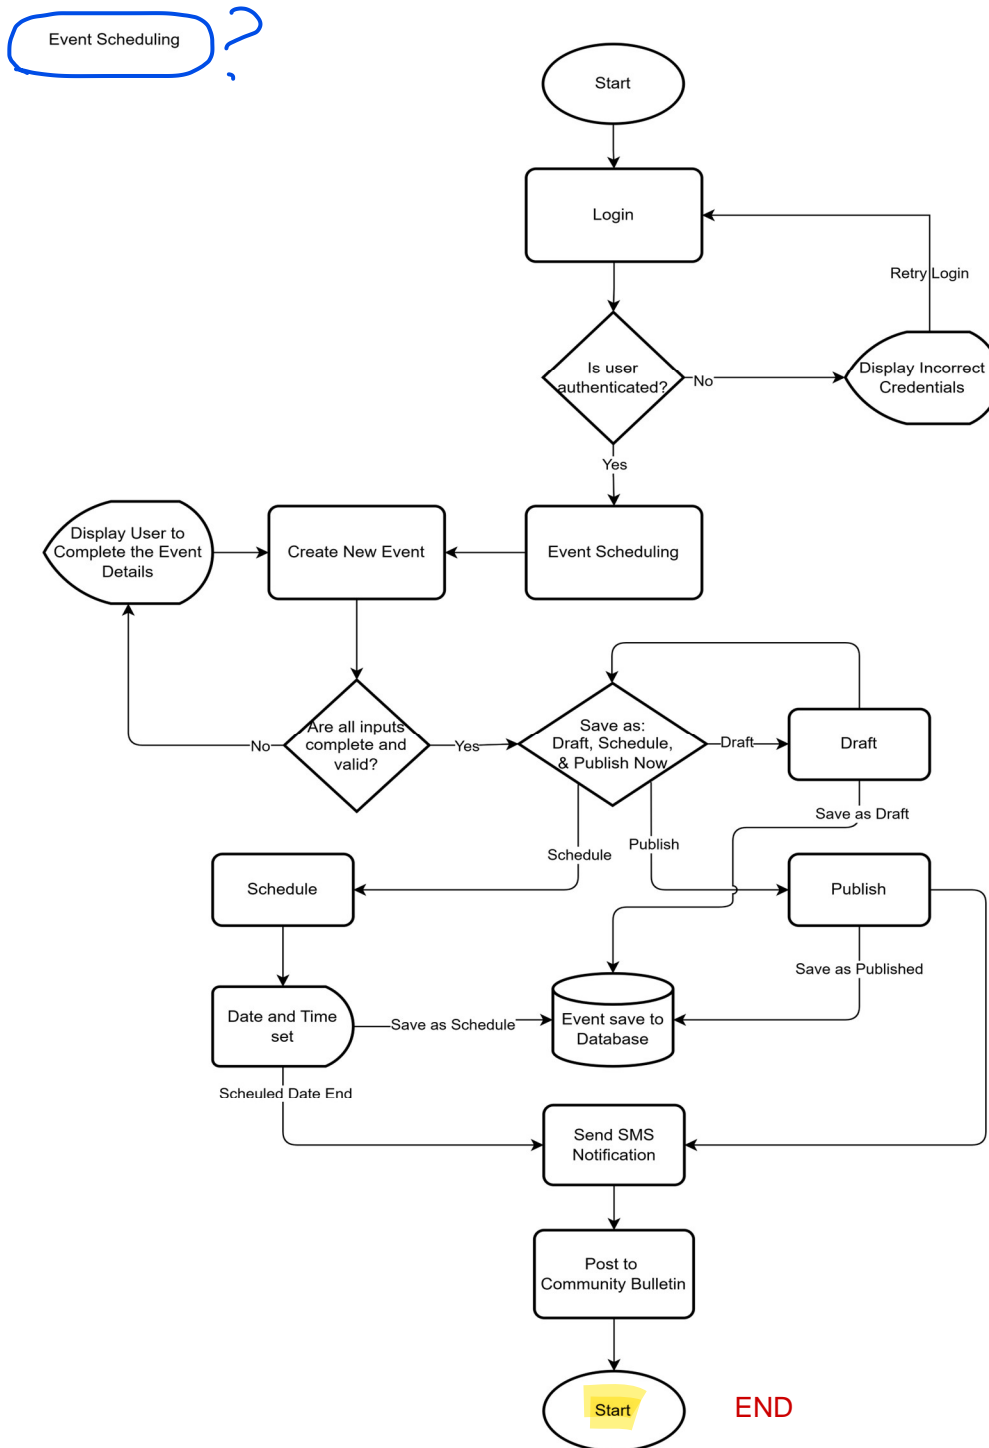 Event Scheduling
?
Start
Login
Retry Login
Is user
authenticated?
No
Display Incorrect
Credentials
Yes
Display User to
Complete the Event
Details
Create New Event
Event Scheduling
Are all inputs
complete and
valid?
No
Yes
Save as:
Draft, Schedule,
& Publish Now
Draft
Draft
Save as Draft
Schedule
Publish
Schedule
Publish
Save as Published
Date and Time
set
Save as Schedule
Event save to
Database
Scheuled Date End
Send SMS
Notification
Post to
Community Bulletin
Start
END